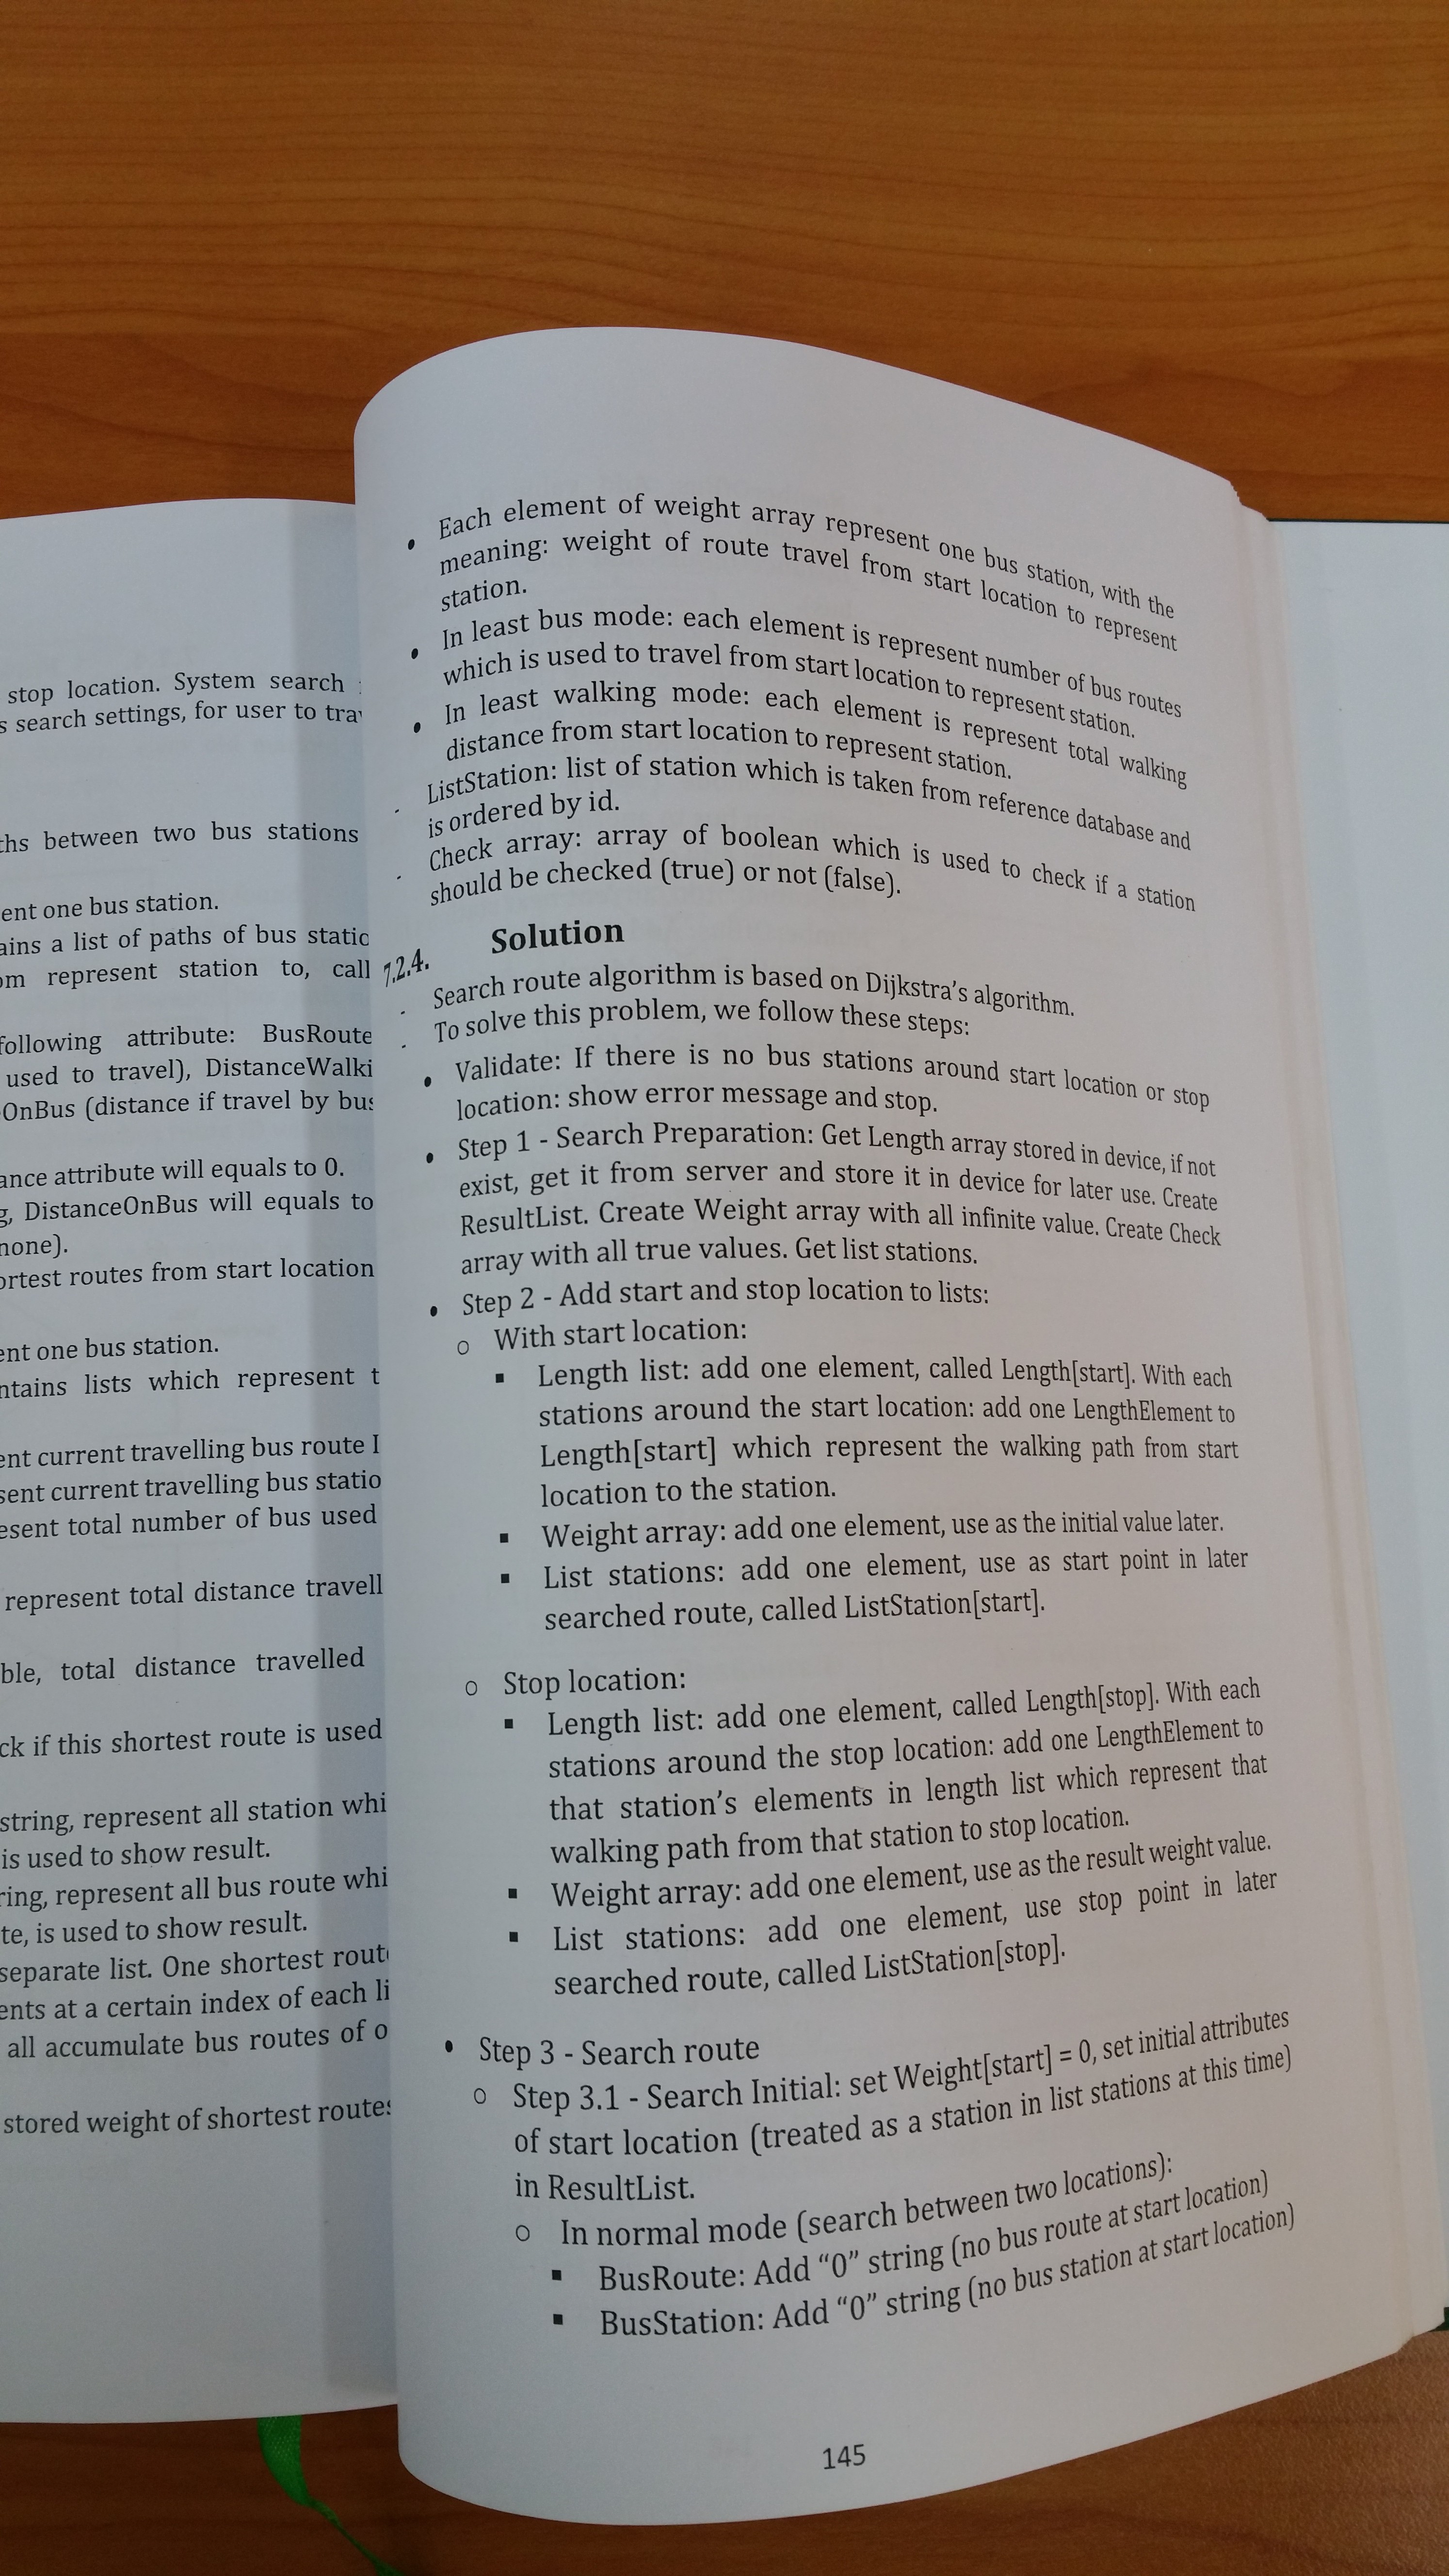 stop location. System search
s search settings, for user to
between two bus stations
ent one bus station.
ains a list of paths of bus
om represent station to, call
following attribute: BusRoute
used to travel), DistanceWalki
OnBus (distance if travel by bus
ance attribute will equals to 0.
g, DistanceOnBus will equals to
none).
ortest routes from start location
ent one bus station.
ntains lists which represent t
ent current travelling bus route I
sent current travelling bus statio
esent total number of bus used
represent total distance travell
ble, total distance travelled
ck if this shortest route is used
string, represent all station whi
is used to show result.
ring, represent all bus route whi
te, is used to show result.
separate list. One shortest route
ents at a certain index of each li
all accumulate bus routes of o
stored weight of shortest routes
• Each element of weight array represent one bus station, with the
meaning: weight of route travel from start location to represent
station.
• In least bus mode: each element is represent number of bus routes
which is used to travel from start location to represent station.
• In least walking mode: each element is represent total walking
distance from start location to represent station.
- ListStation: list of station which is taken from reference database and
is ordered by id.
- Check array: array of boolean which is used to check if a station
should be checked (true) or not (false).
7.2.4. Solution
- Search route algorithm is based on Dijkstra's algorithm.
- To solve this problem, we follow these steps:
• Validate: If there is no bus stations around start location or stop
location: show error message and stop.
• Step 1 - Search Preparation: Get Length array stored in device, if not
exist, get it from server and store it in device for later use. Create
ResultList. Create Weight array with all infinite value. Create Check
array with all true values. Get list stations.
• Step 2 - Add start and stop location to lists:
o With start location:
▪ Length list: add one element, called Length[start]. With each
stations around the start location: add one LengthElement to
Length[start] which represent the walking path from start
location to the station.
▪ Weight array: add one element, use as the initial value later.
▪ List stations: add one element, use as start point in later
searched route, called ListStation[start].
o Stop location:
▪ Length list: add one element, called Length[stop]. With each
stations around the stop location: add one LengthElement to
that station's elements in length list which represent that
walking path from that station to stop location.
▪ Weight array: add one element, use as the result weight value.
▪ List stations: add one element, use stop point in later
searched route, called ListStation[stop].
• Step 3 - Search route
o Step 3.1 - Search Initial: set Weight[start] = 0, set initial attributes
of start location (treated as a station in list stations at this time)
in ResultList.
o In normal mode (search between two locations):
▪ BusRoute: Add “0” string (no bus route at start location)
▪ BusStation: Add “0” string (no bus station at start location)
145